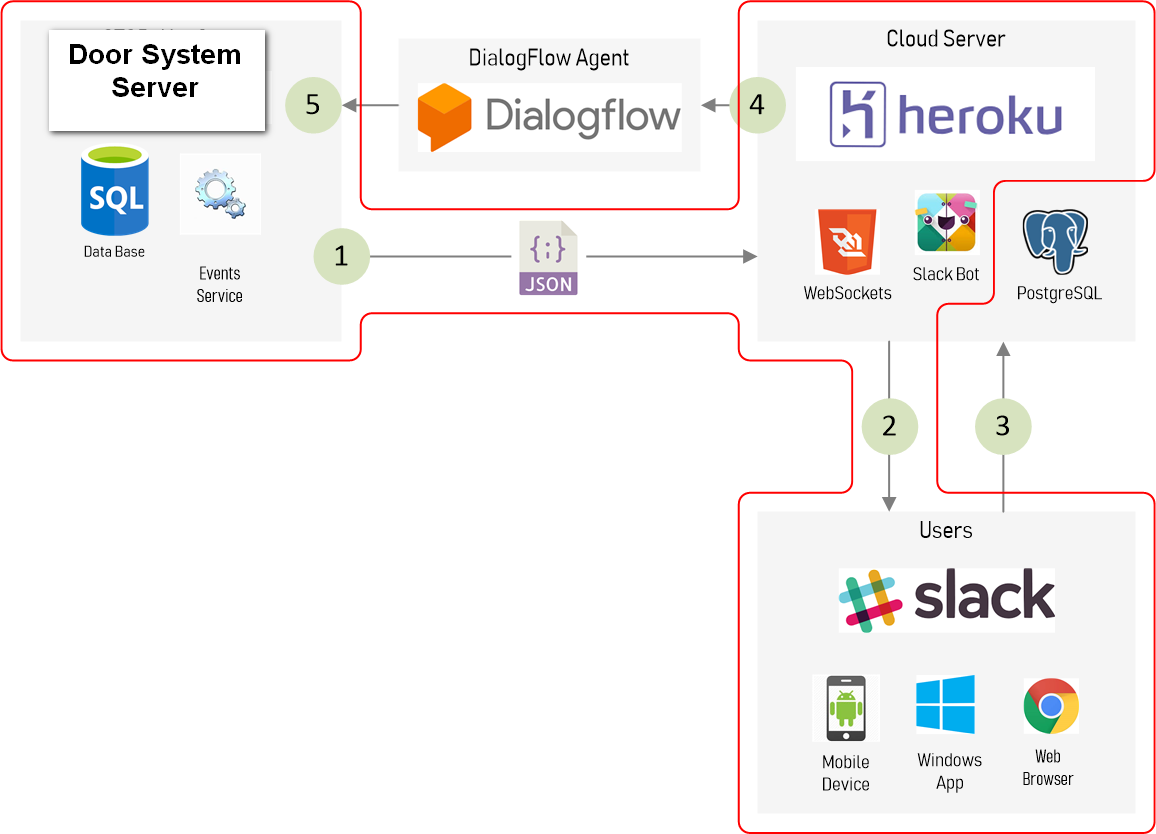 Door System
Server
SQL
Data Base
Events
Service
5
1
DialogFlow Agent
Dialogflow
4
{;}
JSON
Cloud Server
heroku
WebSockets
Slack Bot
PostgreSQL
2
3
Users
slack
Mobile
Device
Windows
App
Web
Browser